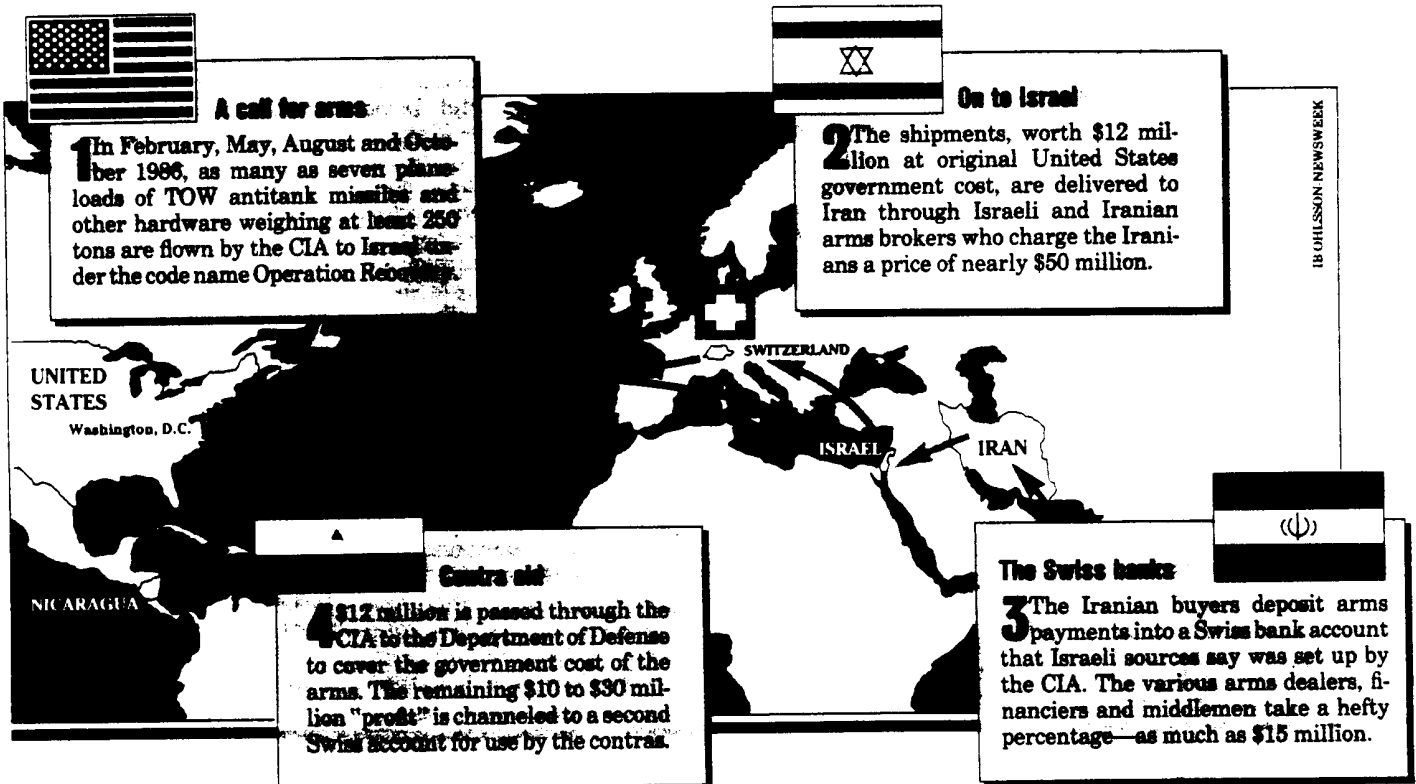 A call for arms
1 In February, May, August and Octo-
ber 1986, as many as seven plane-
loads of TOW antitank missiles and
other hardware weighing at least 250
tons are flown by the CIA to Israel un-
der the code name Operation Recovery.
On to Israel
2 The shipments, worth $12 mil-
lion at original United States
government cost, are delivered to
Iran through Israeli and Iranian
arms brokers who charge the Irani-
ans a price of nearly $50 million.
IB OHLSSON-NEWSWEEK
UNITED
STATES
Washington, D.C.
SWITZERLAND
ISRAEL
IRAN
NICARAGUA
The Swiss banks
3 The Iranian buyers deposit arms
payments into a Swiss bank account
that Israeli sources say was set up by
the CIA. The various arms dealers, fi-
nanciers and middlemen take a hefty
percentage—as much as $15 million.
Contra aid
4 $12 million is passed through the
CIA to the Department of Defense
to cover the government cost of the
arms. The remaining $10 to $30 mil-
lion "profit" is channeled to a second
Swiss account for use by the contras.